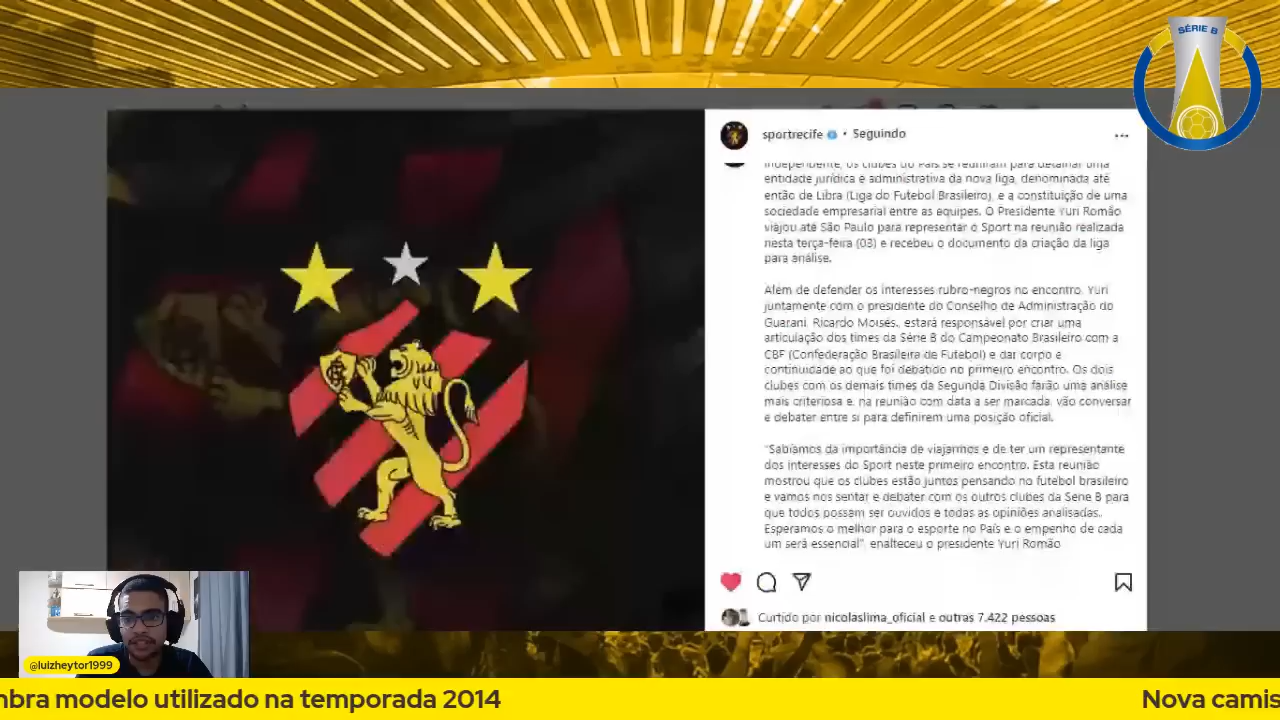 SÉRIE B
sportrecife • Seguindo
independente, os clubes do País se reuniram para detalhar uma
entidade jurídica e administrativa da nova liga, denominada até
então de Libra (Liga do Futebol Brasileiro), e a constituição de uma
sociedade empresarial entre as equipes. O Presidente Yuri Romão
viajou até São Paulo para representar o Sport na reunião realizada
nesta terça-feira (03) e recebeu o documento da criação da liga
para análise.
Além de defender os interesses rubro-negros no encontro, Yuri
juntamente com o presidente do Conselho de Administração do
Guarani, Ricardo Moisés, estará responsável por criar uma
articulação dos times da Série B do Campeonato Brasileiro com a
CBF (Confederação Brasileira de Futebol) e dar corpo e
continuidade ao que foi debatido no primeiro encontro. Os dois
clubes com os demais times da Segunda Divisão farão uma análise
mais criteriosa e, na reunião com data a ser marcada, vão conversar
e debater entre si para definirem uma posição oficial.
"Sabíamos da importância de viajarmos e de ter um representante
dos interesses do Sport neste primeiro encontro. Esta reunião
mostrou que os clubes estão juntos pensando no futebol brasileiro
e vamos nos sentar e debater com os outros clubes da Série B para
que todos possam ser ouvidos e todas as opiniões analisadas.
Esperamos o melhor para o esporte no País e o empenho de cada
um será essencial", enalteceu o presidente Yuri Romão
Curtido por nicolaslima_oficial e outras 7.422 pessoas
@luizheytor1999
mbra modelo utilizado na temporada 2014
Nova camis